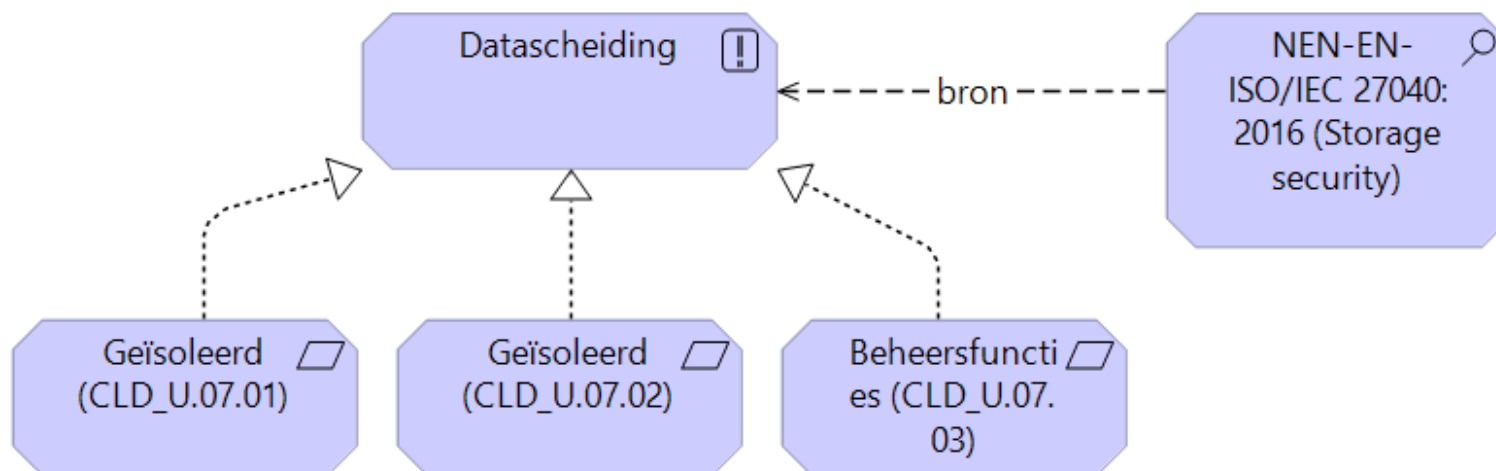 Datascheiding
NEN-EN-
ISO/IEC 27040:
2016 (Storage
security)
bron
Geïsoleerd
(CLD_U.07.01)
Geïsoleerd
(CLD_U.07.02)
Beheersfuncti
es (CLD_U.07.
03)